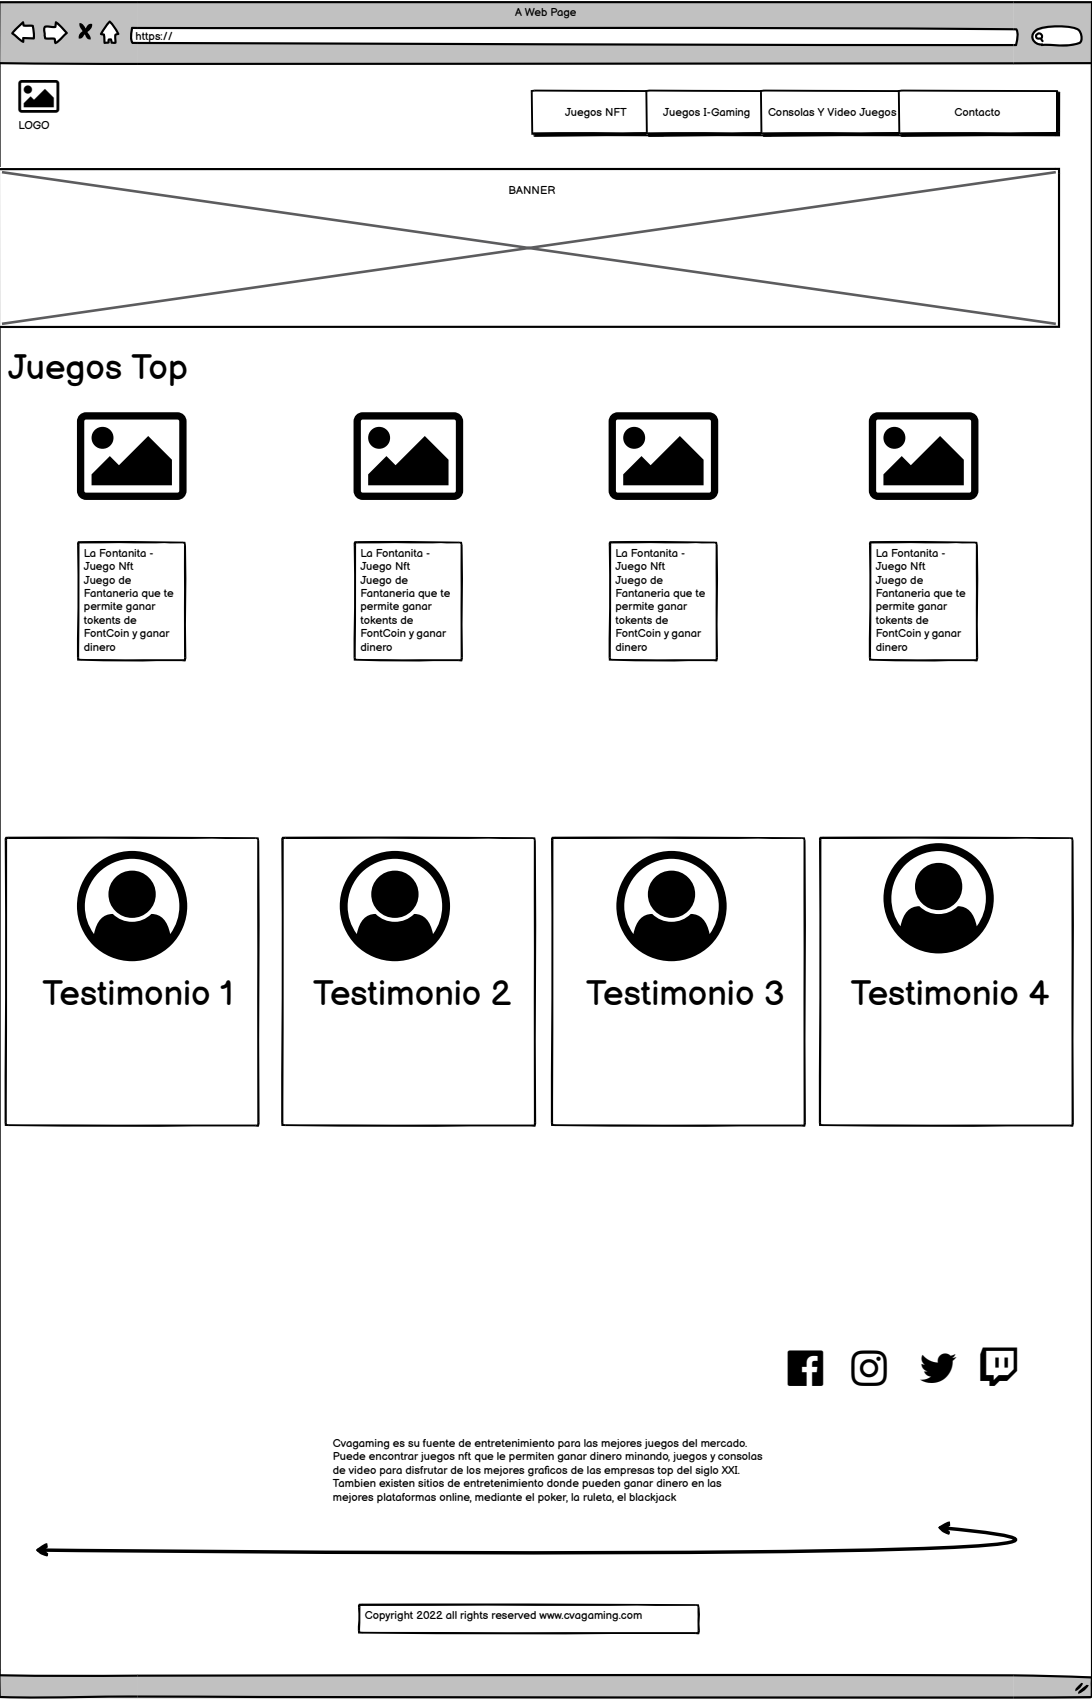 A Web Page
https://
LOGO
Juegos NFT
Juegos I-Gaming
Consolas Y Video Juegos
Contacto
BANNER
Juegos Top
La Fontanita -
Juego Nft
Juego de
Fantaneria que te
permite ganar
tokents de
FontCoin y ganar
dinero
La Fontanita -
Juego Nft
Juego de
Fantaneria que te
permite ganar
tokents de
FontCoin y ganar
dinero
La Fontanita -
Juego Nft
Juego de
Fantaneria que te
permite ganar
tokents de
FontCoin y ganar
dinero
La Fontanita -
Juego Nft
Juego de
Fantaneria que te
permite ganar
tokents de
FontCoin y ganar
dinero
Testimonio 1
Testimonio 2
Testimonio 3
Testimonio 4
Cvagaming es su fuente de entretenimiento para las mejores juegos del mercado.
Puede encontrar juegos nft que le permiten ganar dinero minando, juegos y consolas
de video para disfrutar de los mejores graficos de las empresas top del siglo XXI.
Tambien existen sitios de entretenimiento donde pueden ganar dinero en las
mejores plataformas online, mediante el poker, la ruleta, el blackjack
Copyright 2022 all rights reserved www.cvagaming.com